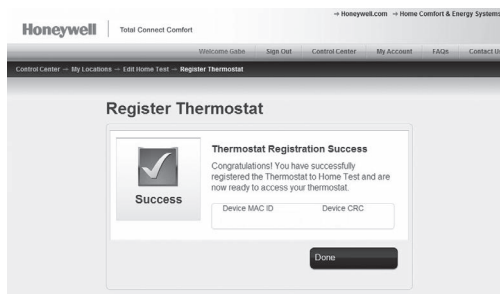 → Honeywell.com → Home Comfort & Energy Systems
Honeywell Total Connect Comfort
Welcome Gabe Sign Out Control Center My Account FAQs Contact U
Control Center → My Locations → Edit Home Test → Register Thermostat
Register Thermostat
Success
Thermostat Registration Success
Congratulations! You have successfully
registered the Thermostat to Home Test and are
now ready to access your thermostat.
Device MAC ID Device CRC
Done